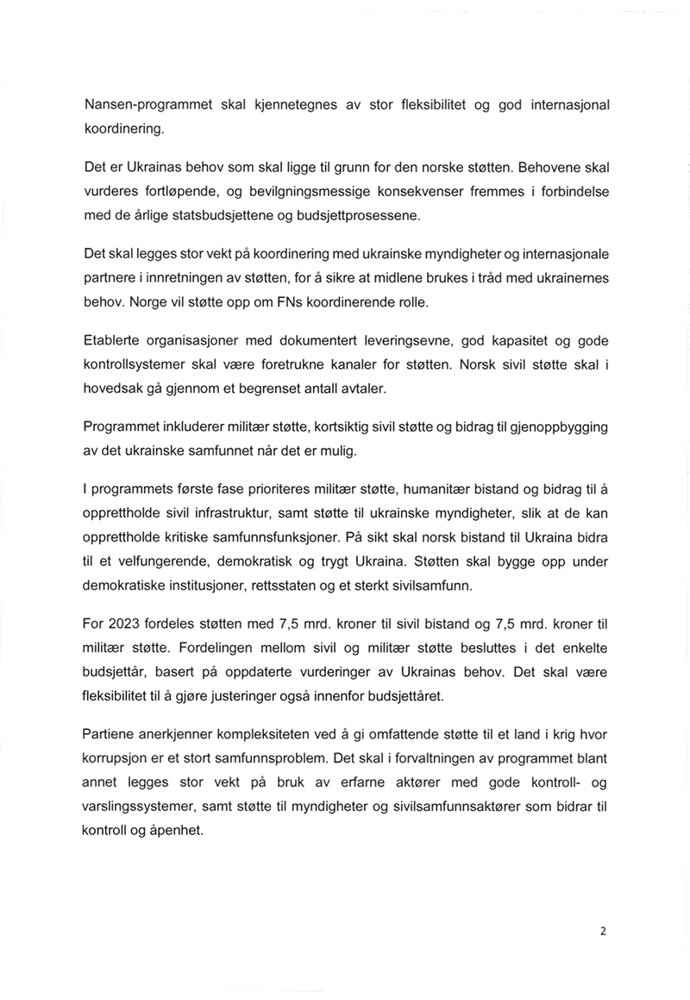 Nansen-programmet skal kjennetegnes av stor fleksibilitet og god internasjonal
koordinering.
Det er Ukrainas behov som skal ligge til grunn for den norske støtten. Behovene skal
vurderes fortløpende, og bevilgningsmessige konsekvenser fremmes i forbindelse
med de årlige statsbudsjettene og budsjettprosessene.
Det skal legges stor vekt på koordinering med ukrainske myndigheter og internasjonale
partnere i innretningen av støtten, for å sikre at midlene brukes i tråd med ukrainernes
behov. Norge vil støtte opp om FNs koordinerende rolle.
Etablerte organisasjoner med dokumentert leveringsevne, god kapasitet og gode
kontrollsystemer skal være foretrukne kanaler for støtten. Norsk sivil støtte skal i
hovedsak gå gjennom et begrenset antall avtaler.
Programmet inkluderer militær støtte, kortsiktig sivil støtte og bidrag til gjenoppbygging
av det ukrainske samfunnet når det er mulig.
I programmets første fase prioriteres militær støtte, humanitær bistand og bidrag til å
opprettholde sivil infrastruktur, samt støtte til ukrainske myndigheter, slik at de kan
opprettholde kritiske samfunnsfunksjoner. På sikt skal norsk bistand til Ukraina bidra
til et velfungerende, demokratisk og trygt Ukraina. Støtten skal bygge opp under
demokratiske institusjoner, rettsstaten og et sterkt sivilsamfunn.
For 2023 fordeles støtten med 7,5 mrd. kroner til sivil bistand og 7,5 mrd. kroner til
militær støtte. Fordelingen mellom sivil og militær støtte besluttes i det enkelte
budsjettår, basert på oppdaterte vurderinger av Ukrainas behov. Det skal være
fleksibilitet til å gjøre justeringer også innenfor budsjettåret.
Partiene anerkjenner kompleksiteten ved å gi omfattende støtte til et land i krig hvor
korrupsjon er et stort samfunnsproblem. Det skal i forvaltningen av programmet blant
annet legges stor vekt på bruk av erfarne aktører med gode kontroll- og
varslingssystemer, samt støtte til myndigheter og sivilsamfunnsaktører som bidrar til
kontroll og åpenhet.
2